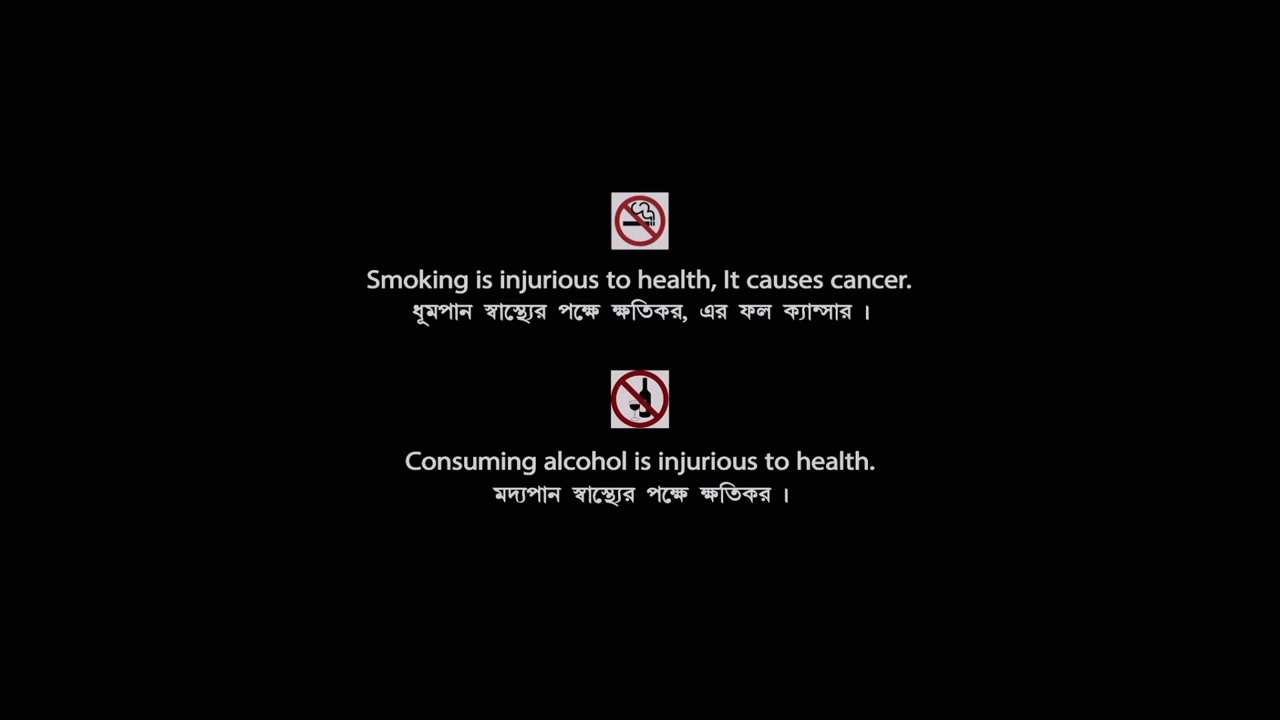 Smoking is injurious to health, It causes cancer.
ধূমপান স্বাস্থ্যের পক্ষে ক্ষতিকর, এর ফল ক্যান্সার ।
Consuming alcohol is injurious to health.
মদ্যপান স্বাস্থ্যের পক্ষে ক্ষতিকর ।